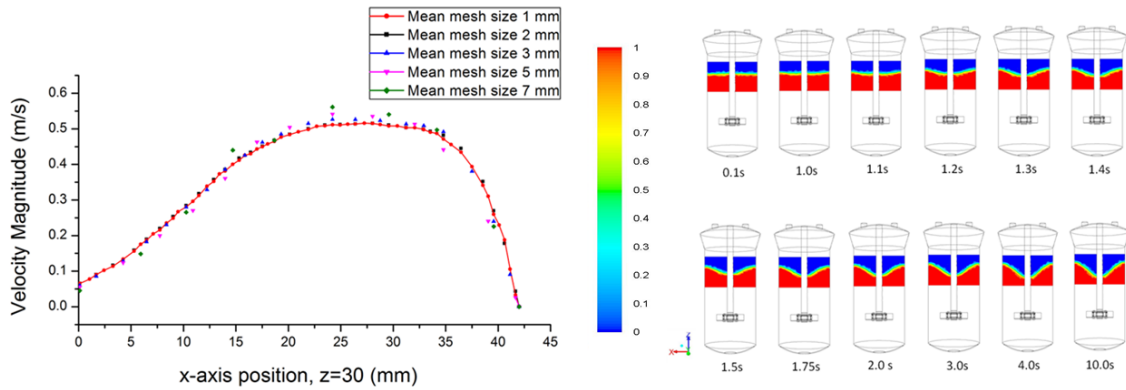 Mean mesh size 1 mm
Mean mesh size 2 mm
Mean mesh size 3 mm
Mean mesh size 5 mm
Mean mesh size 7 mm
Velocity Magnitude (m/s)
0.6
0.5
0.4
0.3
0.2
0.1
0.0
0 5 10 15 20 25 30 35 40 45
x-axis position, z=30 (mm)
1
0.9
0.8
0.7
0.6
0.5
0.4
0.3
0.2
0.1
0
0.1s 1.0s 1.1s 1.2s 1.3s 1.4s
Z
X
1.5s 1.75s 2.0 s 3.0s 4.0s 10.0s